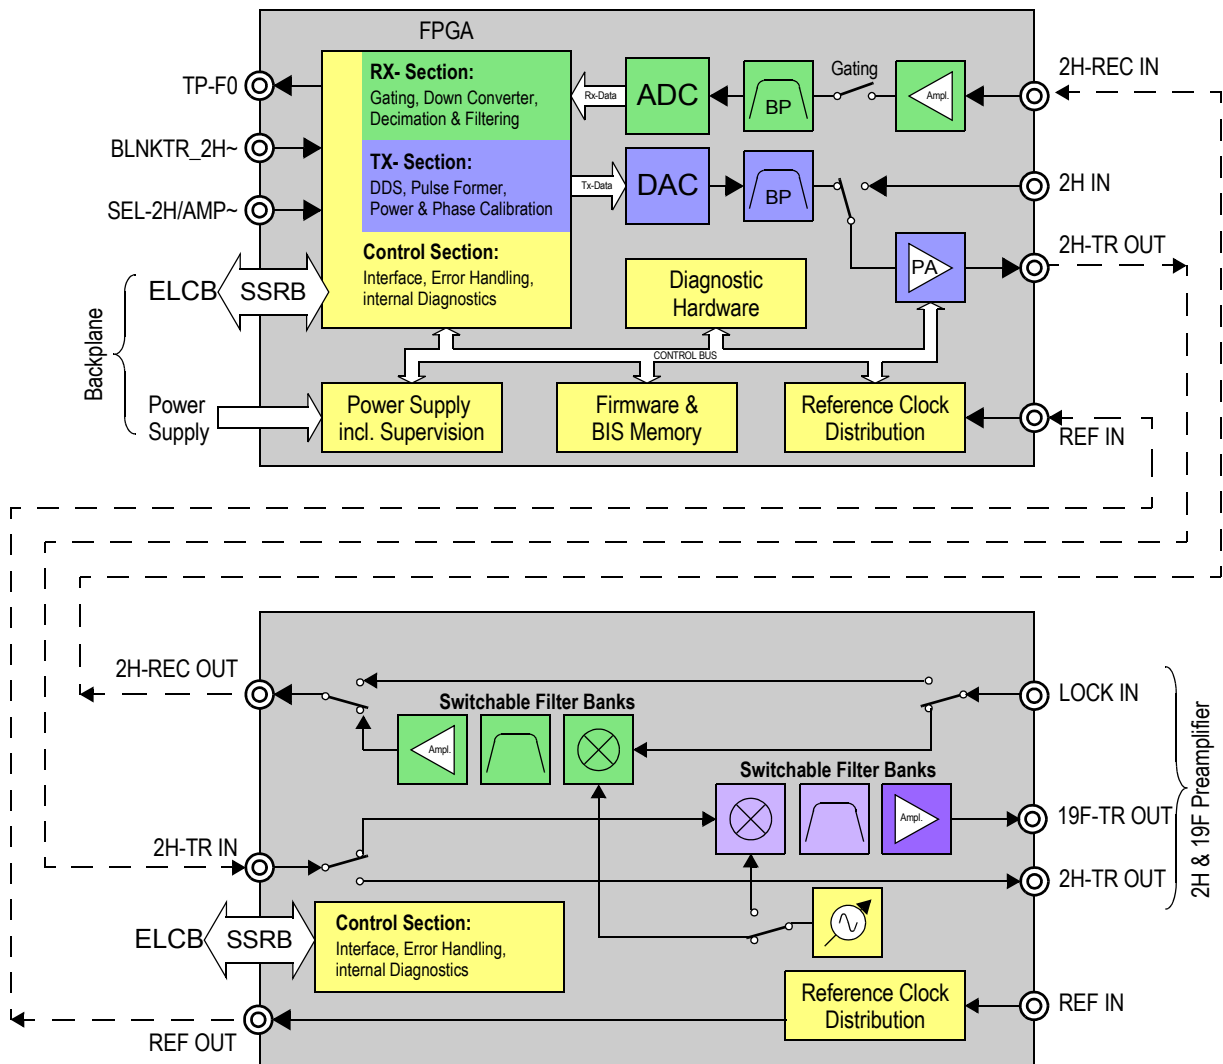 FPGA
TP-F0
BLNKTR_2H~
SEL-2H/AMP~
ELCB
SSRB
Backplane
Power
Supply
RX- Section:
Gating, Down Converter,
Decimation & Filtering
TX- Section:
DDS, Pulse Former,
Power & Phase Calibration
Control Section:
Interface, Error Handling,
internal Diagnostics
Rx-Data
ADC
BP
Gating
Ampl.
2H-REC IN
Tx-Data
DAC
BP
2H IN
PA
2H-TR OUT
Diagnostic
Hardware
CONTROL BUS
Power Supply
incl. Supervision
Firmware &
BIS Memory
Reference Clock
Distribution
REF IN
2H-REC OUT
Switchable Filter Banks
Ampl.
LOCK IN
Switchable Filter Banks
Ampl.
19F-TR OUT
2H-TR IN
2H-TR OUT
2H & 19F Preamplifier
ELCB
SSRB
Control Section:
Interface, Error Handling,
internal Diagnostics
Reference Clock
Distribution
REF IN
REF OUT